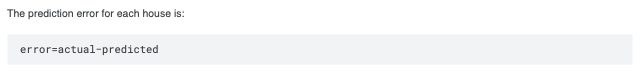 The prediction error for each house is:
error=actual−predicted